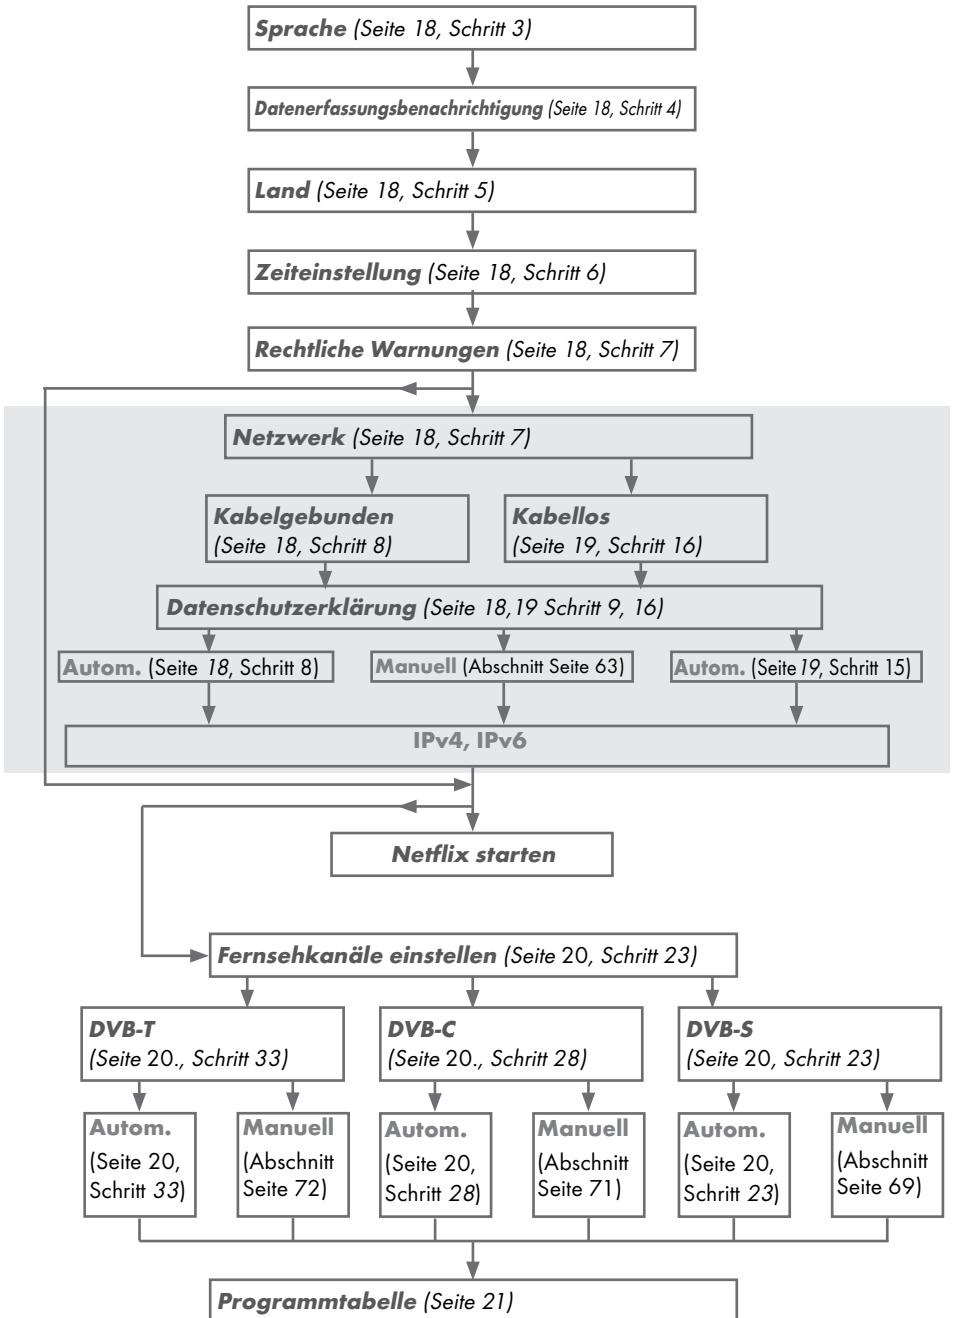 Sprache (Seite 18, Schritt 3)
Datenerfassungsbenachrichtigung (Seite 18, Schritt 4)
Land (Seite 18, Schritt 5)
Zeiteinstellung (Seite 18, Schritt 6)
Rechtliche Warnungen (Seite 18, Schritt 7)
Netzwerk (Seite 18, Schritt 7)
Kabelgebunden
(Seite 18, Schritt 8)
Kabellos
(Seite 19, Schritt 16)
Datenschutzerklärung (Seite 18,19 Schritt 9, 16)
Autom. (Seite 18, Schritt 8)
Manuell (Abschnitt Seite 63)
Autom. (Seite 19, Schritt 15)
IPv4, IPv6
Netflix starten
Fernsehkanäle einstellen (Seite 20, Schritt 23)
DVB-T
(Seite 20., Schritt 33)
DVB-C
(Seite 20., Schritt 28)
DVB-S
(Seite 20, Schritt 23)
Autom.
(Seite 20,
Schritt 33)
Manuell
(Abschnitt
Seite 72)
Autom.
(Seite 20,
Schritt 28)
Manuell
(Abschnitt
Seite 71)
Autom.
(Seite 20,
Schritt 23)
Manuell
(Abschnitt
Seite 69)
Programmtabelle (Seite 21)